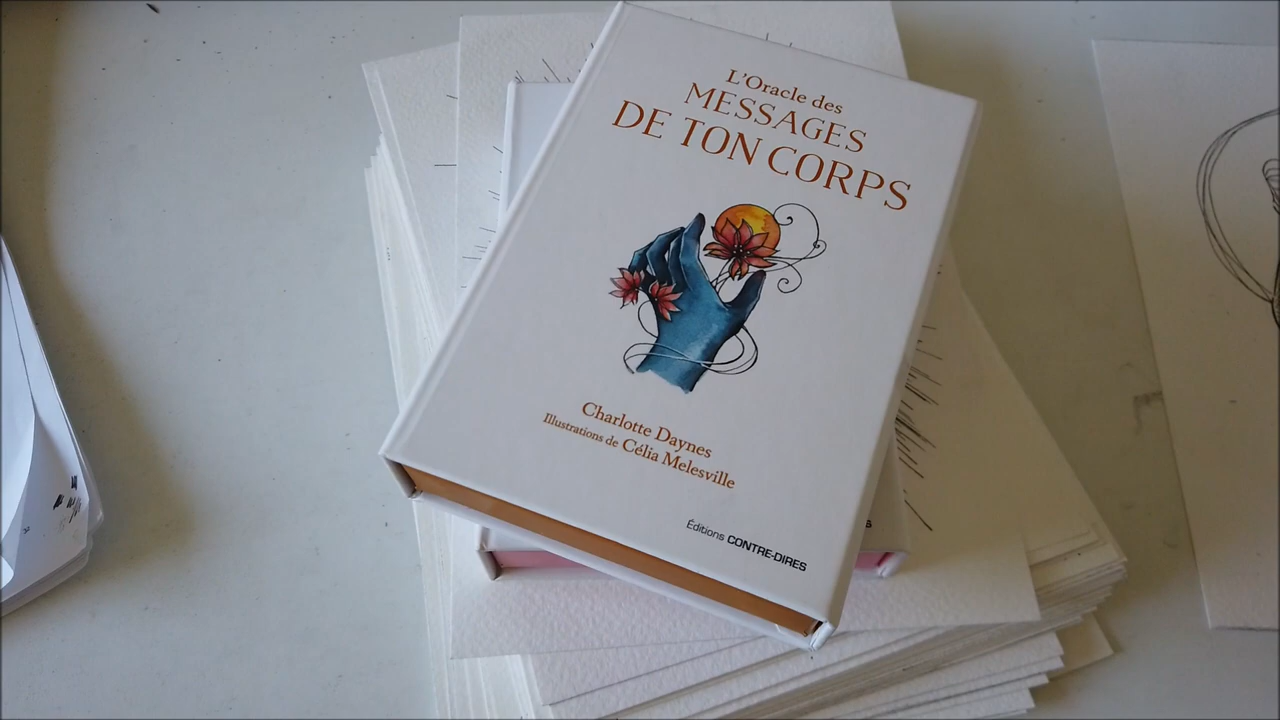 L'Oracle des
MESSAGES
DE TON CORPS
Charlotte Daynes
Illustrations de Célia Melesville
Éditions CONTRE-DIRES